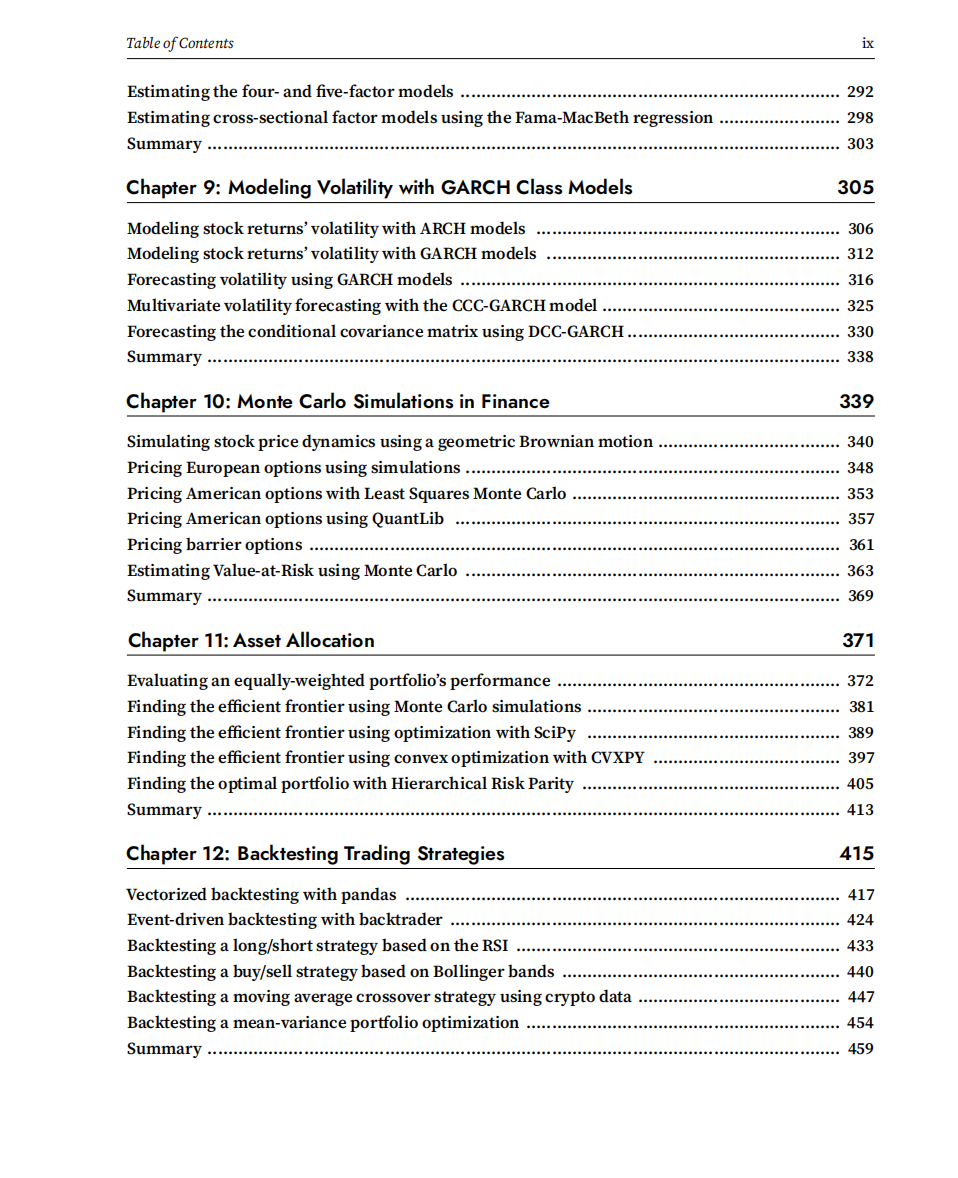 Table of Contents ix
Estimating the four- and five-factor models ........................................ 292
Estimating cross-sectional factor models using the Fama-MacBeth regression ........................................ 298
Summary ........................................ 303
Chapter 9: Modeling Volatility with GARCH Class Models 305
Modeling stock returns’ volatility with ARCH models ........................................ 306
Modeling stock returns’ volatility with GARCH models ........................................ 312
Forecasting volatility using GARCH models ........................................ 316
Multivariate volatility forecasting with the CCC-GARCH model ........................................ 325
Forecasting the conditional covariance matrix using DCC-GARCH ........................................ 330
Summary ........................................ 338
Chapter 10: Monte Carlo Simulations in Finance 339
Simulating stock price dynamics using a geometric Brownian motion ........................................ 340
Pricing European options using simulations ........................................ 348
Pricing American options with Least Squares Monte Carlo ........................................ 353
Pricing American options using QuantLib ........................................ 357
Pricing barrier options ........................................ 361
Estimating Value-at-Risk using Monte Carlo ........................................ 363
Summary ........................................ 369
Chapter 11: Asset Allocation 371
Evaluating an equally-weighted portfolio’s performance ........................................ 372
Finding the efficient frontier using Monte Carlo simulations ........................................ 381
Finding the efficient frontier using optimization with SciPy ........................................ 389
Finding the efficient frontier using convex optimization with CVXPY ........................................ 397
Finding the optimal portfolio with Hierarchical Risk Parity ........................................ 405
Summary ........................................ 413
Chapter 12: Backtesting Trading Strategies 415
Vectorized backtesting with pandas ........................................ 417
Event-driven backtesting with backtrader ........................................ 424
Backtesting a long/short strategy based on the RSI ........................................ 433
Backtesting a buy/sell strategy based on Bollinger bands ........................................ 440
Backtesting a moving average crossover strategy using crypto data ........................................ 447
Backtesting a mean-variance portfolio optimization ........................................ 454
Summary ........................................ 459